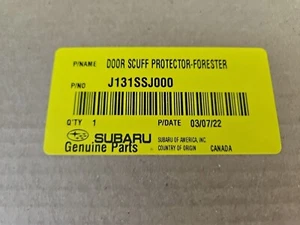 P/NAME DOOR SCUFF PROTECTOR-FORESTER
P/NO J131SSJ000
Q'TY 1 P/DATE 03/07/22
SUBARU SUBARU OF AMERICA, INC.
Genuine Parts COUNTRY OF ORIGIN CANADA